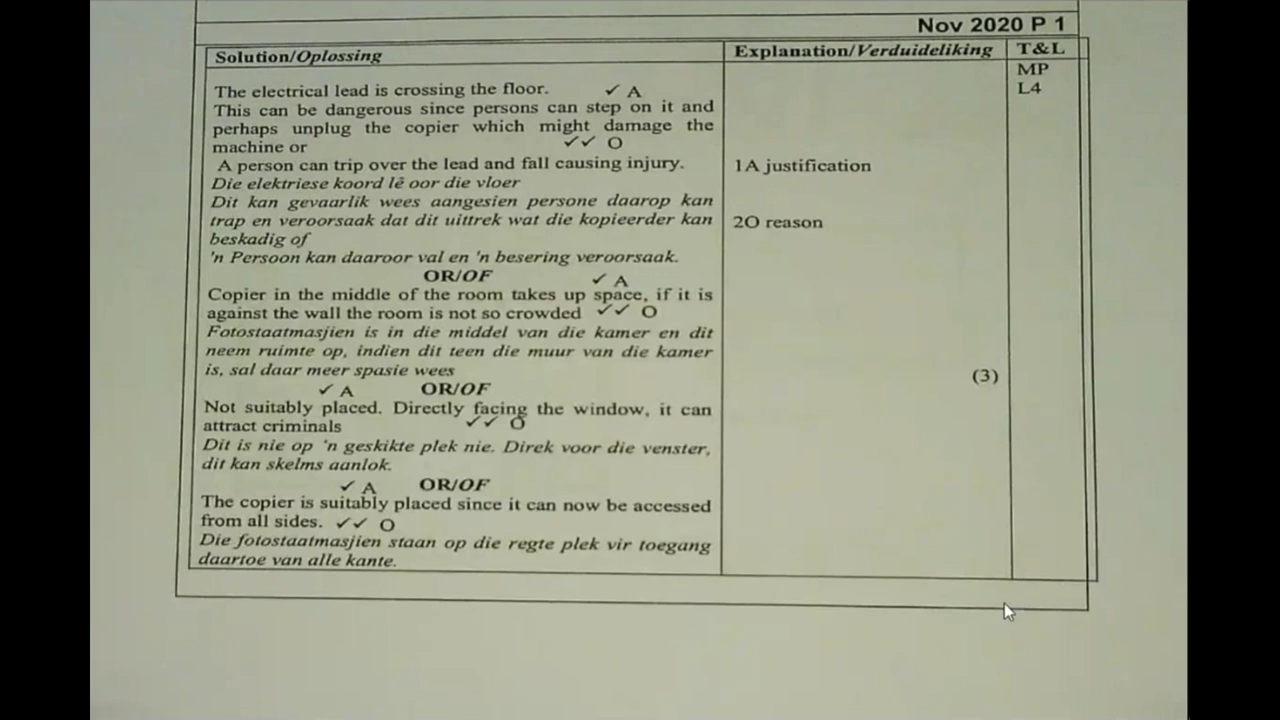 Nov 2020 P 1
Solution/Oplossing Explanation/Verduideliking T&L
MP
The electrical lead is crossing the floor. ✓ A L4
This can be dangerous since persons can step on it and
perhaps unplug the copier which might damage the
machine or ✓✓ O
A person can trip over the lead and fall causing injury. 1A justification
Die elektriese koord lê oor die vloer
Dit kan gevaarlik wees aangesien persone daarop kan
trap en veroorsaak dat dit uittrek wat die kopieerder kan 2O reason
beskadig of
'n Persoon kan daaroor val en 'n besering veroorsaak.
OR/OF ✓ A
Copier in the middle of the room takes up space, if it is
against the wall the room is not so crowded ✓✓ O
Fotostaatmasjien is in die middel van die kamer en dit
neem ruimte op, indien dit teen die muur van die kamer
is, sal daar meer spasie wees (3)
✓ A OR/OF
Not suitably placed. Directly facing the window, it can
attract criminals ✓✓ O
Dit is nie op 'n geskikte plek nie. Direk voor die venster,
dit kan skelms aanlok.
✓ A OR/OF
The copier is suitably placed since it can now be accessed
from all sides. ✓✓ O
Die fotostaatmasjien staan op die regte plek vir toegang
daartoe van alle kante.